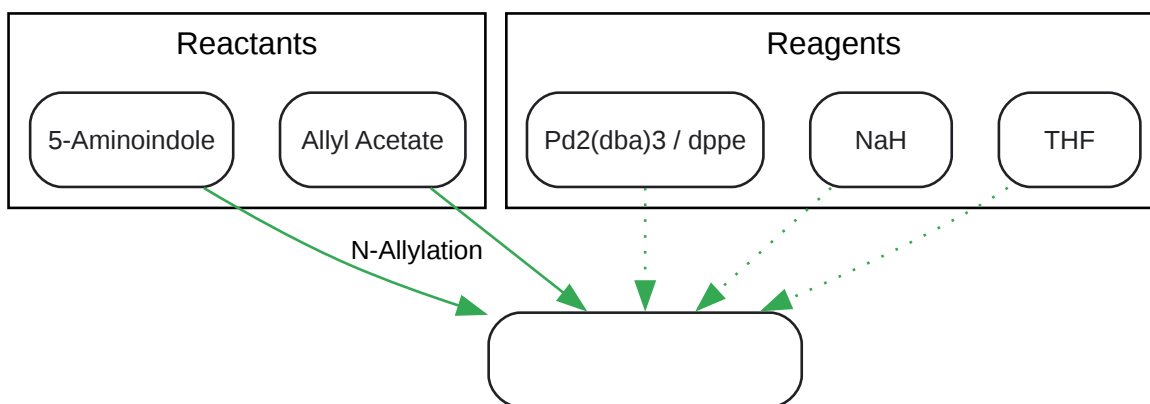 Reactants
Reagents
5-Aminoindole
Allyl Acetate
Pd2(dba)3 / dppe
NaH
THF
N-Allylation